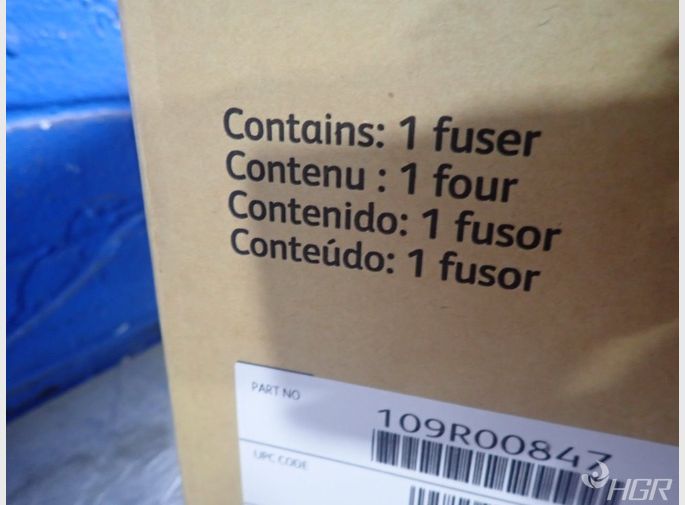 Contains: 1 fuser
Contenu : 1 four
Contenido: 1 fusor
Conteúdo: 1 fusor
PART NO
109R00847
UPC CODE
HGR